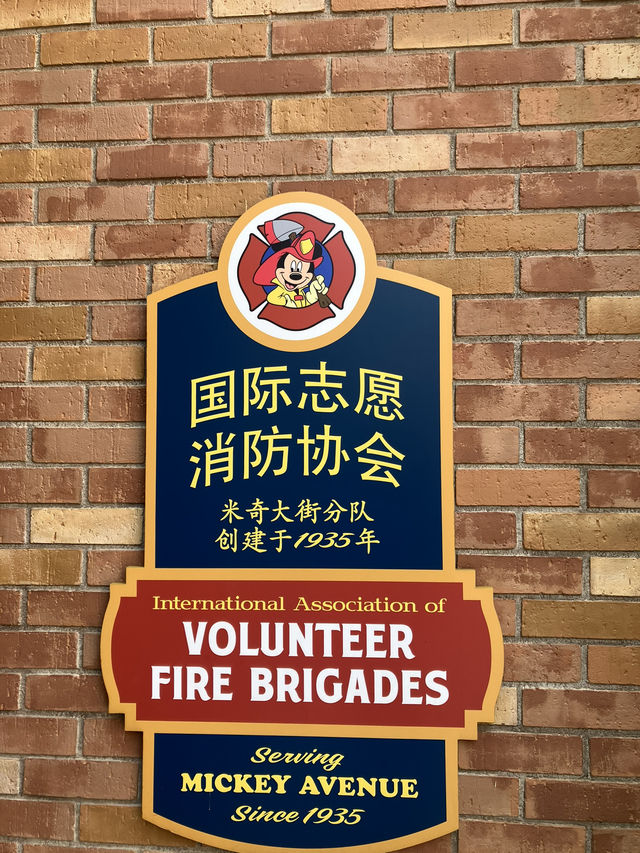 国际志愿
消防协会
米奇大街分队
创建于1935年
International Association of
VOLUNTEER
FIRE BRIGADES
Serving
MICKEY AVENUE
Since 1935